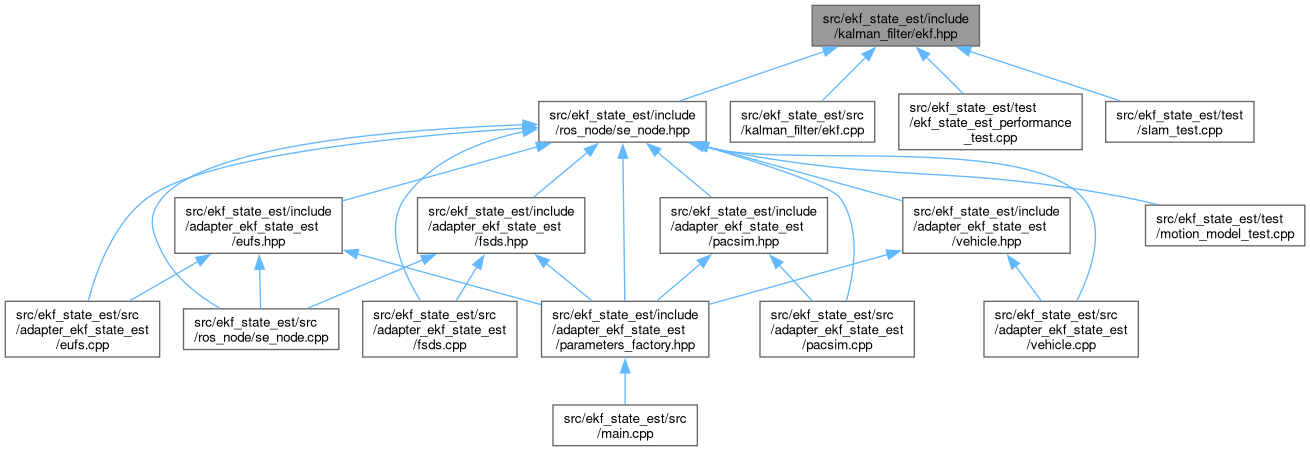 src/ekf_state_est/include
/kalman_filter/ekf.hpp
src/ekf_state_est/include
/ros_node/se_node.hpp
src/ekf_state_est/src
/kalman_filter/ekf.cpp
src/ekf_state_est/test
/ekf_state_est_performance
_test.cpp
src/ekf_state_est/test
/slam_test.cpp
src/ekf_state_est/include
/adapter_ekf_state_est
/eufs.hpp
src/ekf_state_est/include
/adapter_ekf_state_est
/fsds.hpp
src/ekf_state_est/include
/adapter_ekf_state_est
/pacsim.hpp
src/ekf_state_est/include
/adapter_ekf_state_est
/vehicle.hpp
src/ekf_state_est/test
/motion_model_test.cpp
src/ekf_state_est/src
/adapter_ekf_state_est
/eufs.cpp
src/ekf_state_est/src
/ros_node/se_node.cpp
src/ekf_state_est/src
/adapter_ekf_state_est
/fsds.cpp
src/ekf_state_est/include
/adapter_ekf_state_est
/parameters_factory.hpp
src/ekf_state_est/src
/adapter_ekf_state_est
/pacsim.cpp
src/ekf_state_est/src
/adapter_ekf_state_est
/vehicle.cpp
src/ekf_state_est/src
/main.cpp